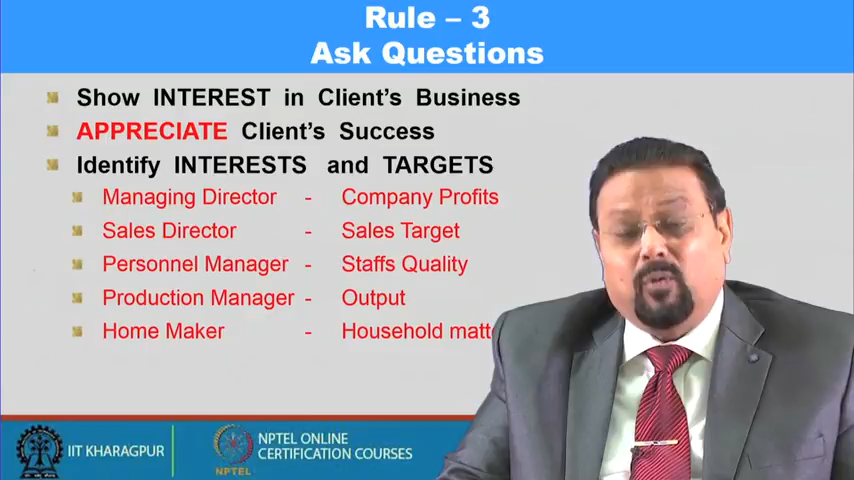 Rule – 3
Ask Questions
Show INTEREST in Client's Business
APPRECIATE Client's Success
Identify INTERESTS and TARGETS
Managing Director - Company Profits
Sales Director - Sales Target
Personnel Manager - Staffs Quality
Production Manager - Output
Home Maker - Household matt
IIT KHARAGPUR
NPTEL ONLINE
CERTIFICATION COURSES
NPTEL